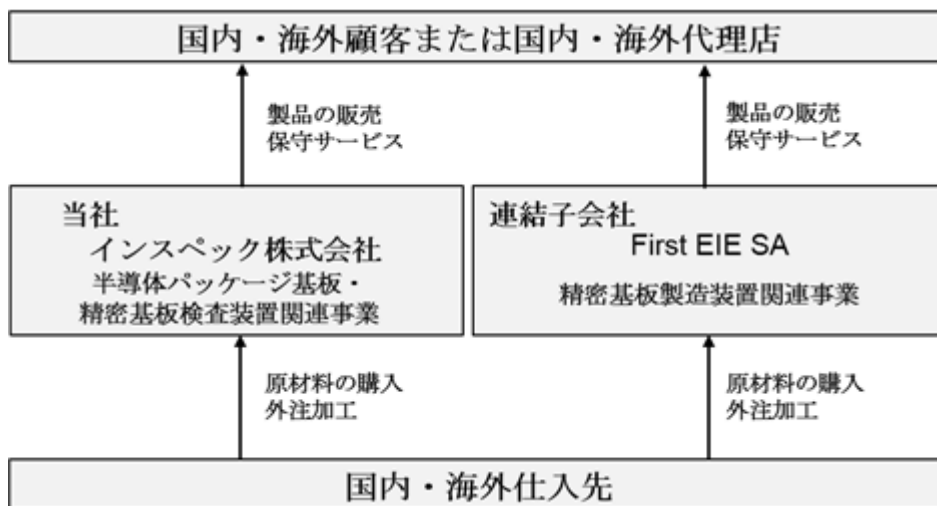 国内・海外顧客または国内・海外代理店
製品の販売
保守サービス
製品の販売
保守サービス
当社
インスペック株式会社
半導体パッケージ基板・
精密基板検査装置関連事業
連結子会社
First EIE SA
精密基板製造装置関連事業
原材料の購入
外注加工
原材料の購入
外注加工
国内・海外仕入先